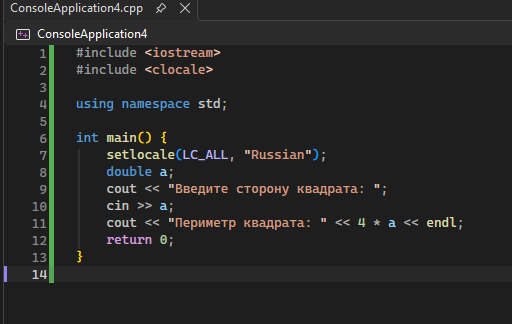 ConsoleApplication4.cpp
ConsoleApplication4
1 #include <iostream>
2 #include <clocale>
3
4 using namespace std;
5
6 int main() {
7 setlocale(LC_ALL, "Russian");
8 double a;
9 cout << "Введите сторону квадрата: ";
10 cin >> a;
11 cout << "Периметр квадрата: " << 4 * a << endl;
12 return 0;
13 }
14